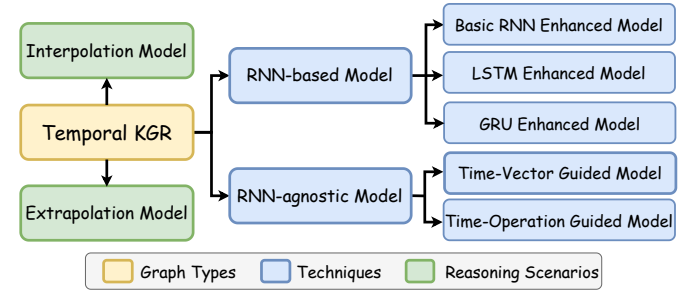 Interpolation Model
Temporal KGR
Extrapolation Model
RNN-based Model
RNN-agnostic Model
Basic RNN Enhanced Model
LSTM Enhanced Model
GRU Enhanced Model
Time-Vector Guided Model
Time-Operation Guided Model
Graph Types
Techniques
Reasoning Scenarios